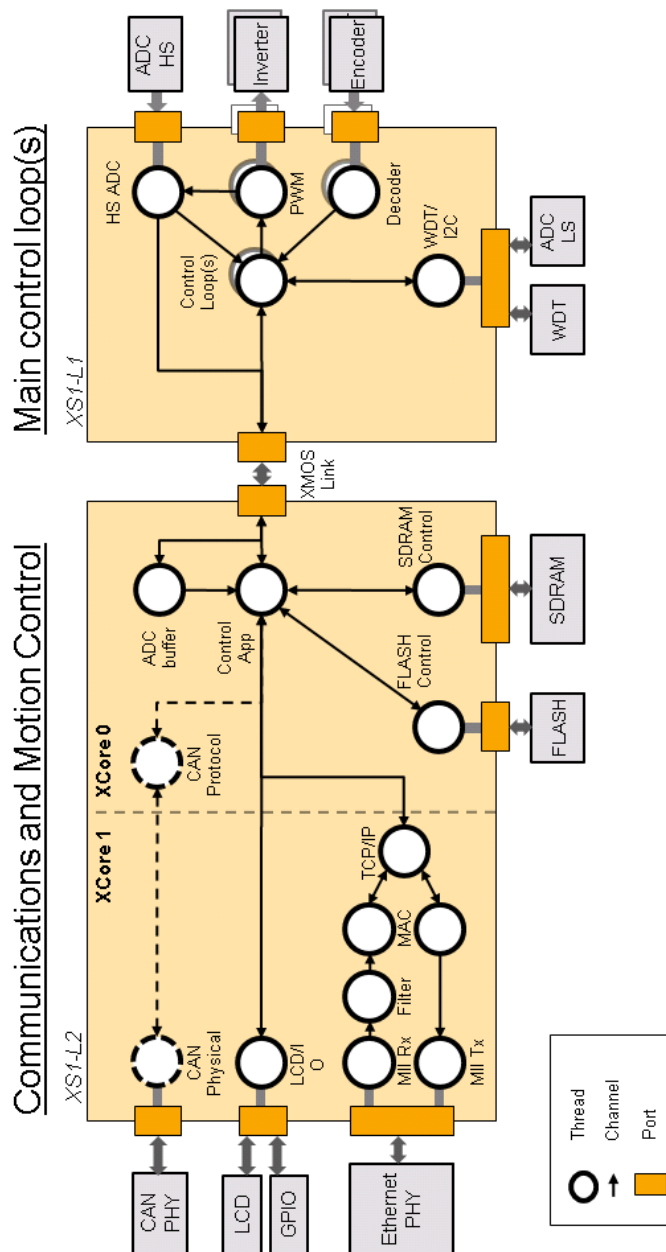 Communications and Motion Control
Main control loop(s)
XS1-L2
XCore 1
XCore 0
XS1-L1
CAN
PHY
CAN
Physical
CAN
Protocol
ADC
buffer
HS ADC
ADC
HS
LCD
GPIO
LCD/I
O
Control
App
XMOS
Link
Control
Loop(s)
PWM
Inverter
Ethernet
PHY
MII Rx
Filter
MAC
TCP/IP
MII Tx
FLASH
Control
SDRAM
Control
WDT/
I2C
Decoder
Encoder
FLASH
SDRAM
WDT
ADC
LS
Thread
Channel
Port